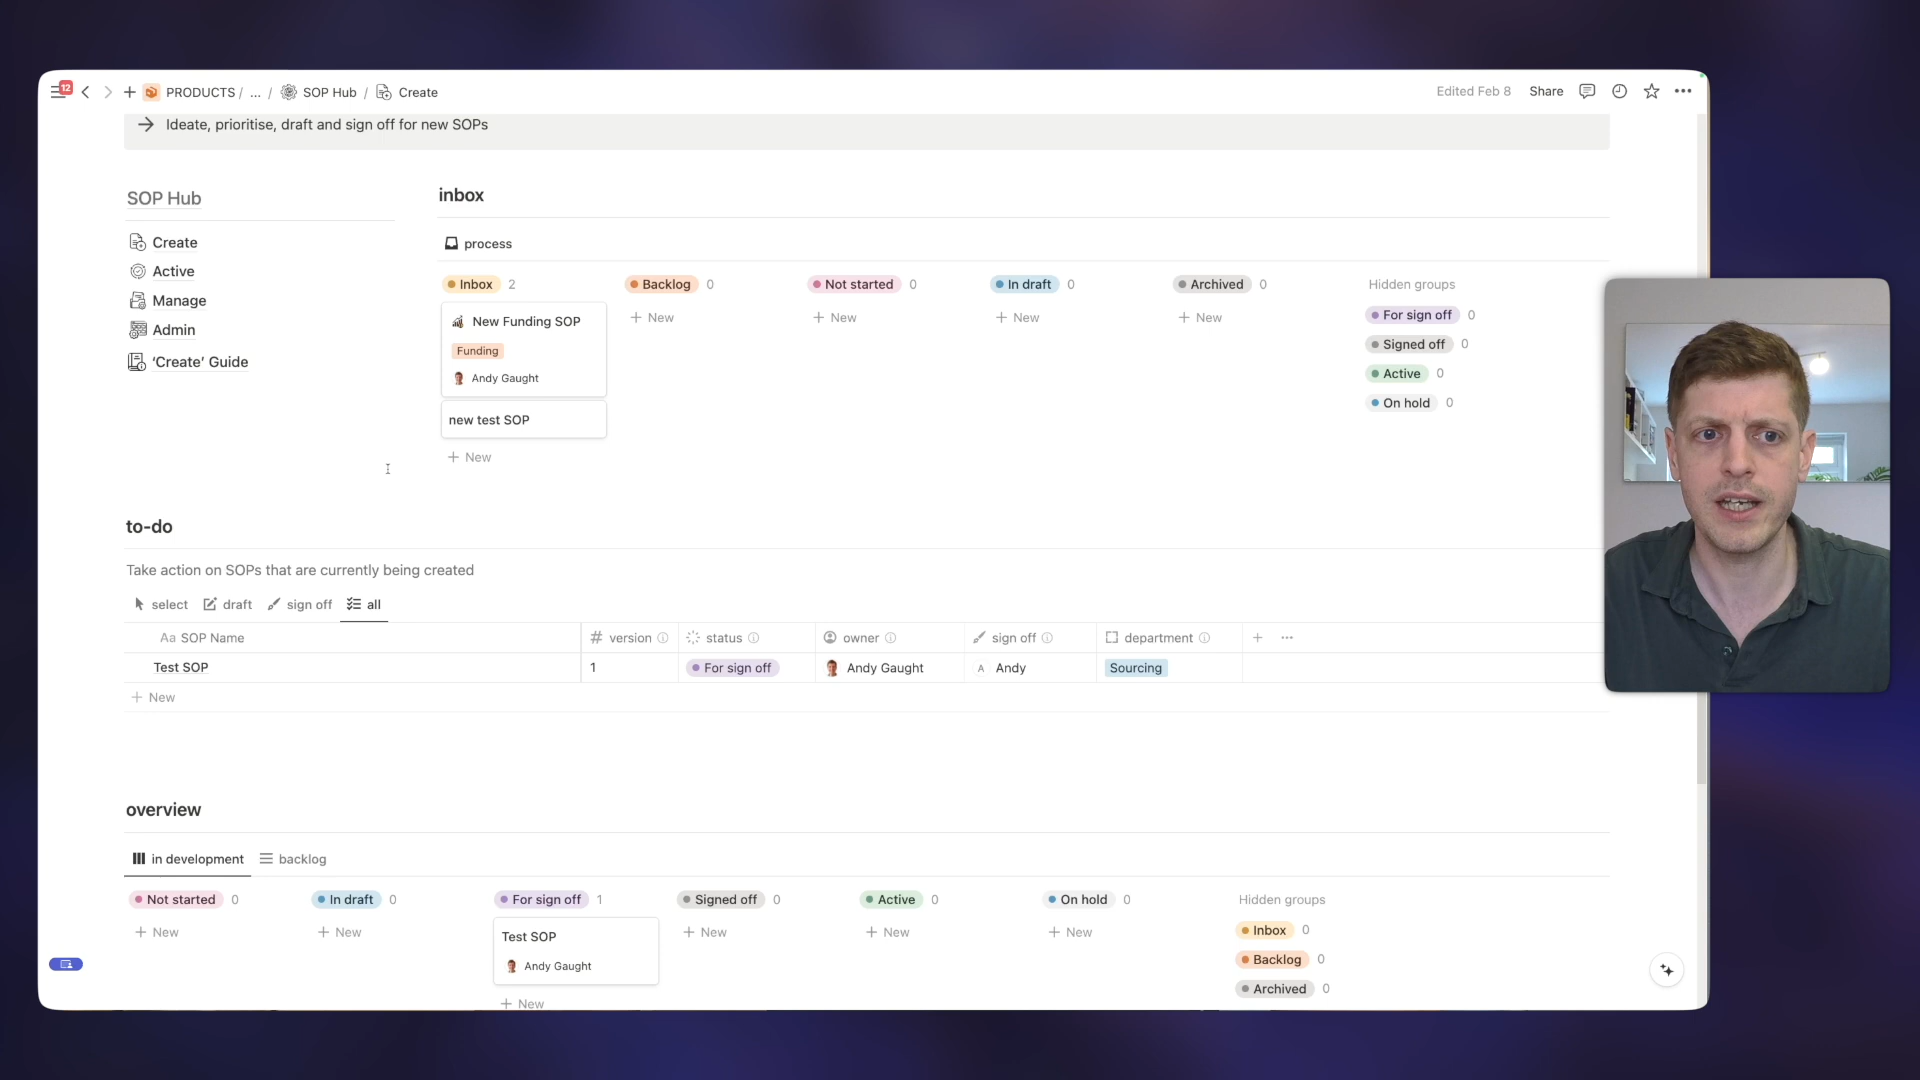 12
PRODUCTS / ... / SOP Hub / Create
Edited Feb 8 Share
Ideate, prioritise, draft and sign off for new SOPs
SOP Hub
Create
Active
Manage
Admin
‘Create’ Guide
inbox
process
Inbox 2
Backlog 0
Not started 0
In draft 0
Archived 0
Hidden groups
New Funding SOP
Funding
Andy Gaught
new test SOP
+ New
+ New
+ New
+ New
+ New
For sign off 0
Signed off 0
Active 0
On hold 0
to-do
Take action on SOPs that are currently being created
select draft sign off all
Aa SOP Name # version status owner sign off department + ...
Test SOP 1 For sign off Andy Gaught A Andy Sourcing
+ New
overview
in development backlog
Not started 0
In draft 0
For sign off 1
Signed off 0
Active 0
On hold 0
Hidden groups
+ New
+ New
Test SOP
Andy Gaught
+ New
+ New
+ New
+ New
Inbox 0
Backlog 0
Archived 0